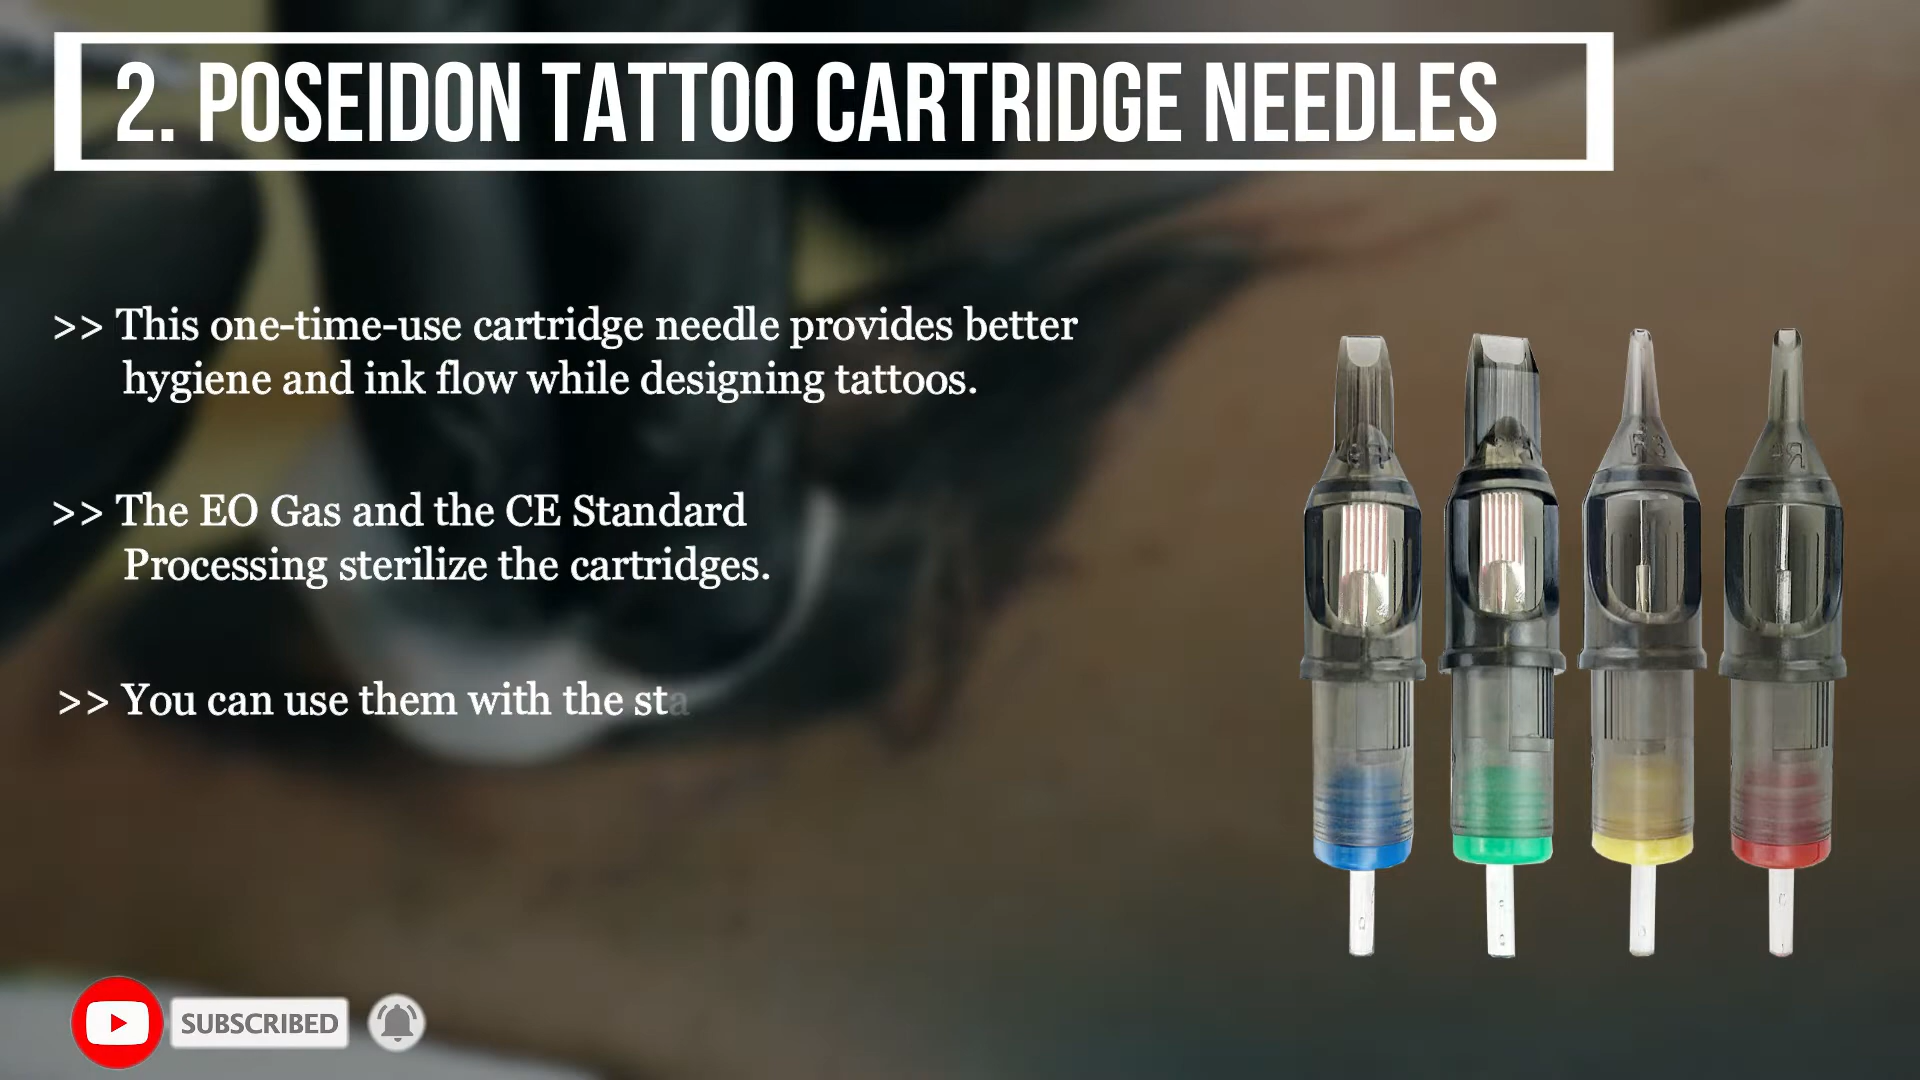 2. POSEIDON TATTOO CARTRIDGE NEEDLES
>> This one-time-use cartridge needle provides better
hygiene and ink flow while designing tattoos.
>> The EO Gas and the CE Standard
Processing sterilize the cartridges.
>> You can use them with the sta
SUBSCRIBED